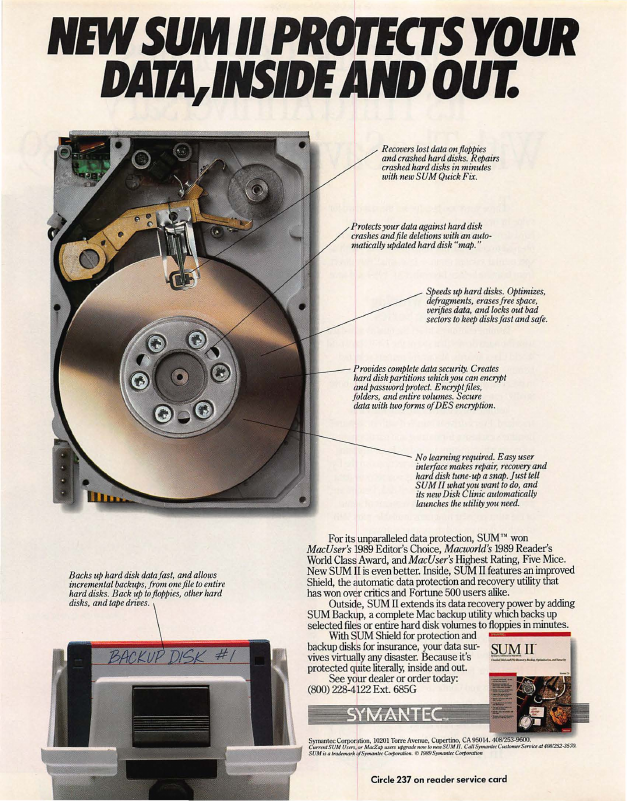 NEW SUM II PROTECTS YOUR
DATA, INSIDE AND OUT.
Recovers lost data on floppies
and crashed hard disks. Repairs
crashed hard disks in minutes
with new SUM Quick Fix.
Protects your data against hard disk
crashes and file deletions with an auto-
matically updated hard disk "map."
Speeds up hard disks. Optimizes,
defragments, erases free space,
verifies data, and locks out bad
sectors to keep disks fast and safe.
Provides complete data security. Creates
hard disk partitions which you can encrypt
and password protect. Encrypt files,
folders, and entire volumes. Secure
data with two forms of DES encryption.
No learning required. Easy user
interface makes repair, recovery and
hard disk tune-up a snap. Just tell
SUM II what you want to do, and
its new Disk Clinic automatically
launches the utility you need.
For its unparalleled data protection, SUM™ won
MacUser's 1989 Editor's Choice, Macworld's 1989 Reader's
World Class Award, and MacUser's Highest Rating, Five Mice.
New SUM II is even better. Inside, SUM II features an improved
Shield, the automatic data protection and recovery utility that
has won over critics and Fortune 500 users alike.
Outside, SUM II extends its data recovery power by adding
SUM Backup, a complete Mac backup utility which backs up
selected files or entire hard disk volumes to floppies in minutes.
With SUM Shield for protection and
backup disks for insurance, your data sur-
vives virtually any disaster. Because it's
protected quite literally, inside and out.
See your dealer or order today:
(800) 228-4122 Ext. 685G
Backs up hard disk data fast, and allows
incremental backups, from one file to entire
hard disks. Back up to floppies, other hard
disks, and tape drives.
BACKUP DISK #1
SUM II
SYMANTEC
Symantec Corporation, 10201 Torre Avenue, Cupertino, CA 95014. 408/253-9600.
Current SUM Users, or MacZap users upgrade now to new SUM II. Call Symantec Customer Service at 408/252-3570.
SUM is a trademark of Symantec Corporation. © 1989 Symantec Corporation
Circle 237 on reader service card